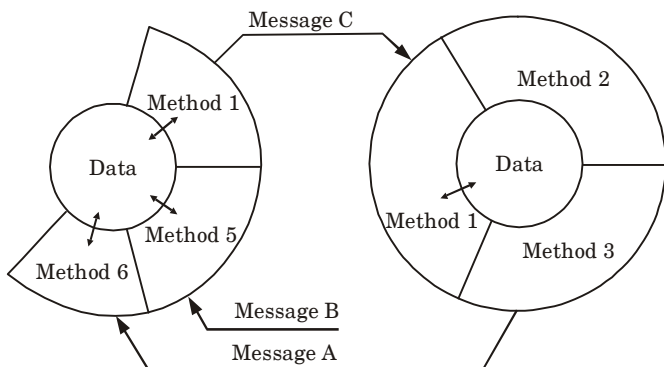 Message C
Method 1
Data
Method 5
Method 6
Message B
Message A
Method 2
Data
Method 1
Method 3